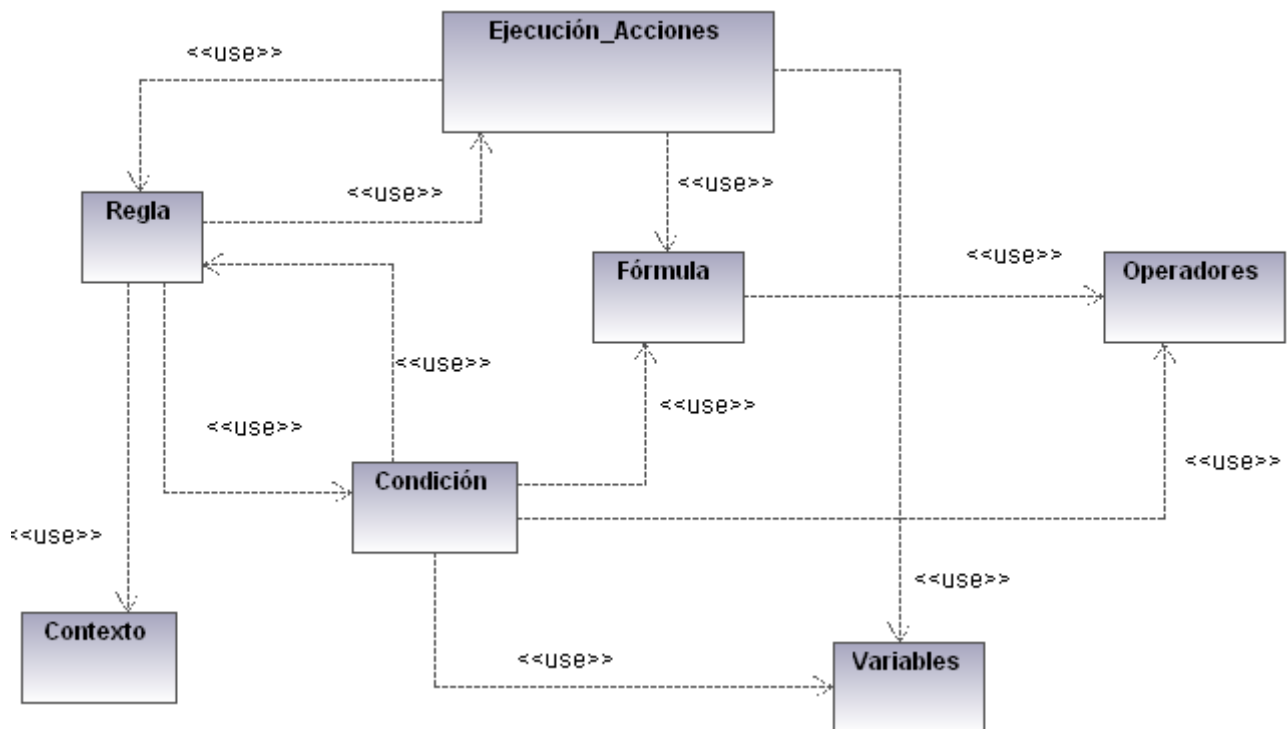 Ejecución_Acciones
<<use>>
<<use>>
<<use>>
Regla
Fórmula
<<use>>
Operadores
<<use>>
<<use>>
<<use>>
Condición
<<use>>
<<use>>
<<use>>
Contexto
<<use>>
Variables